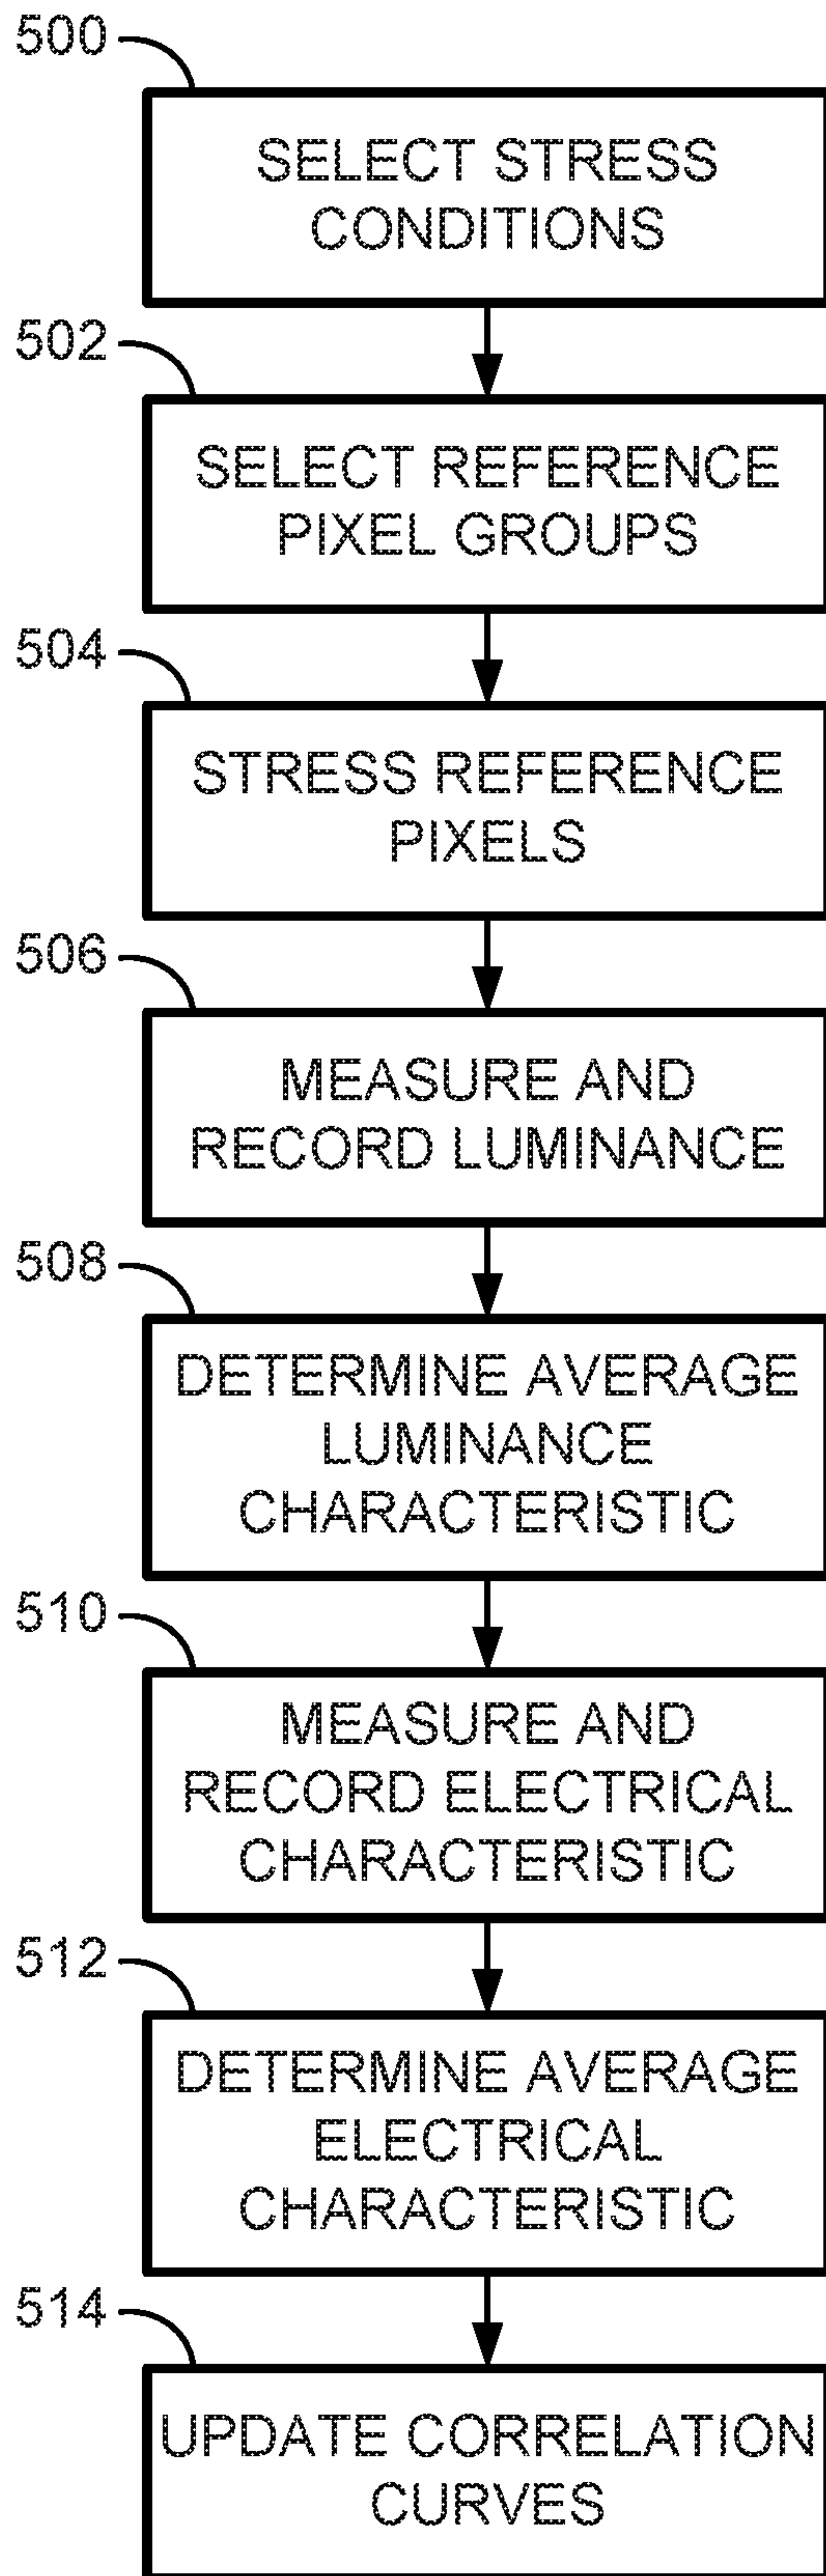 500
SELECT STRESS
CONDITIONS
502
SELECT REFERENCE
PIXEL GROUPS
504
STRESS REFERENCE
PIXELS
506
MEASURE AND
RECORD LUMINANCE
508
DETERMINE AVERAGE
LUMINANCE
CHARACTERISTIC
510
MEASURE AND
RECORD ELECTRICAL
CHARACTERISTIC
512
DETERMINE AVERAGE
ELECTRICAL
CHARACTERISTIC
514
UPDATE CORRELATION
CURVES